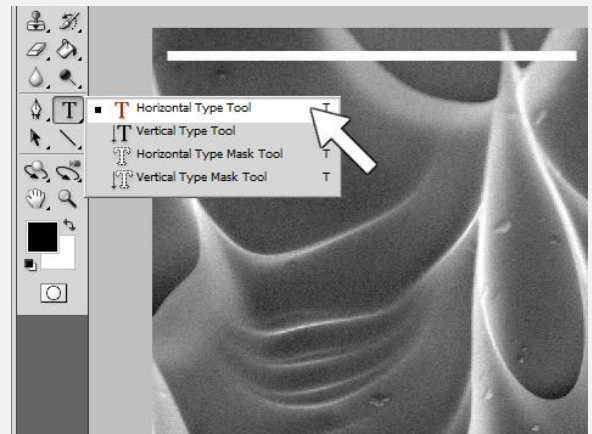 T
Horizontal Type Tool T
T Vertical Type Tool
T Horizontal Type Mask Tool T
T Vertical Type Mask Tool T